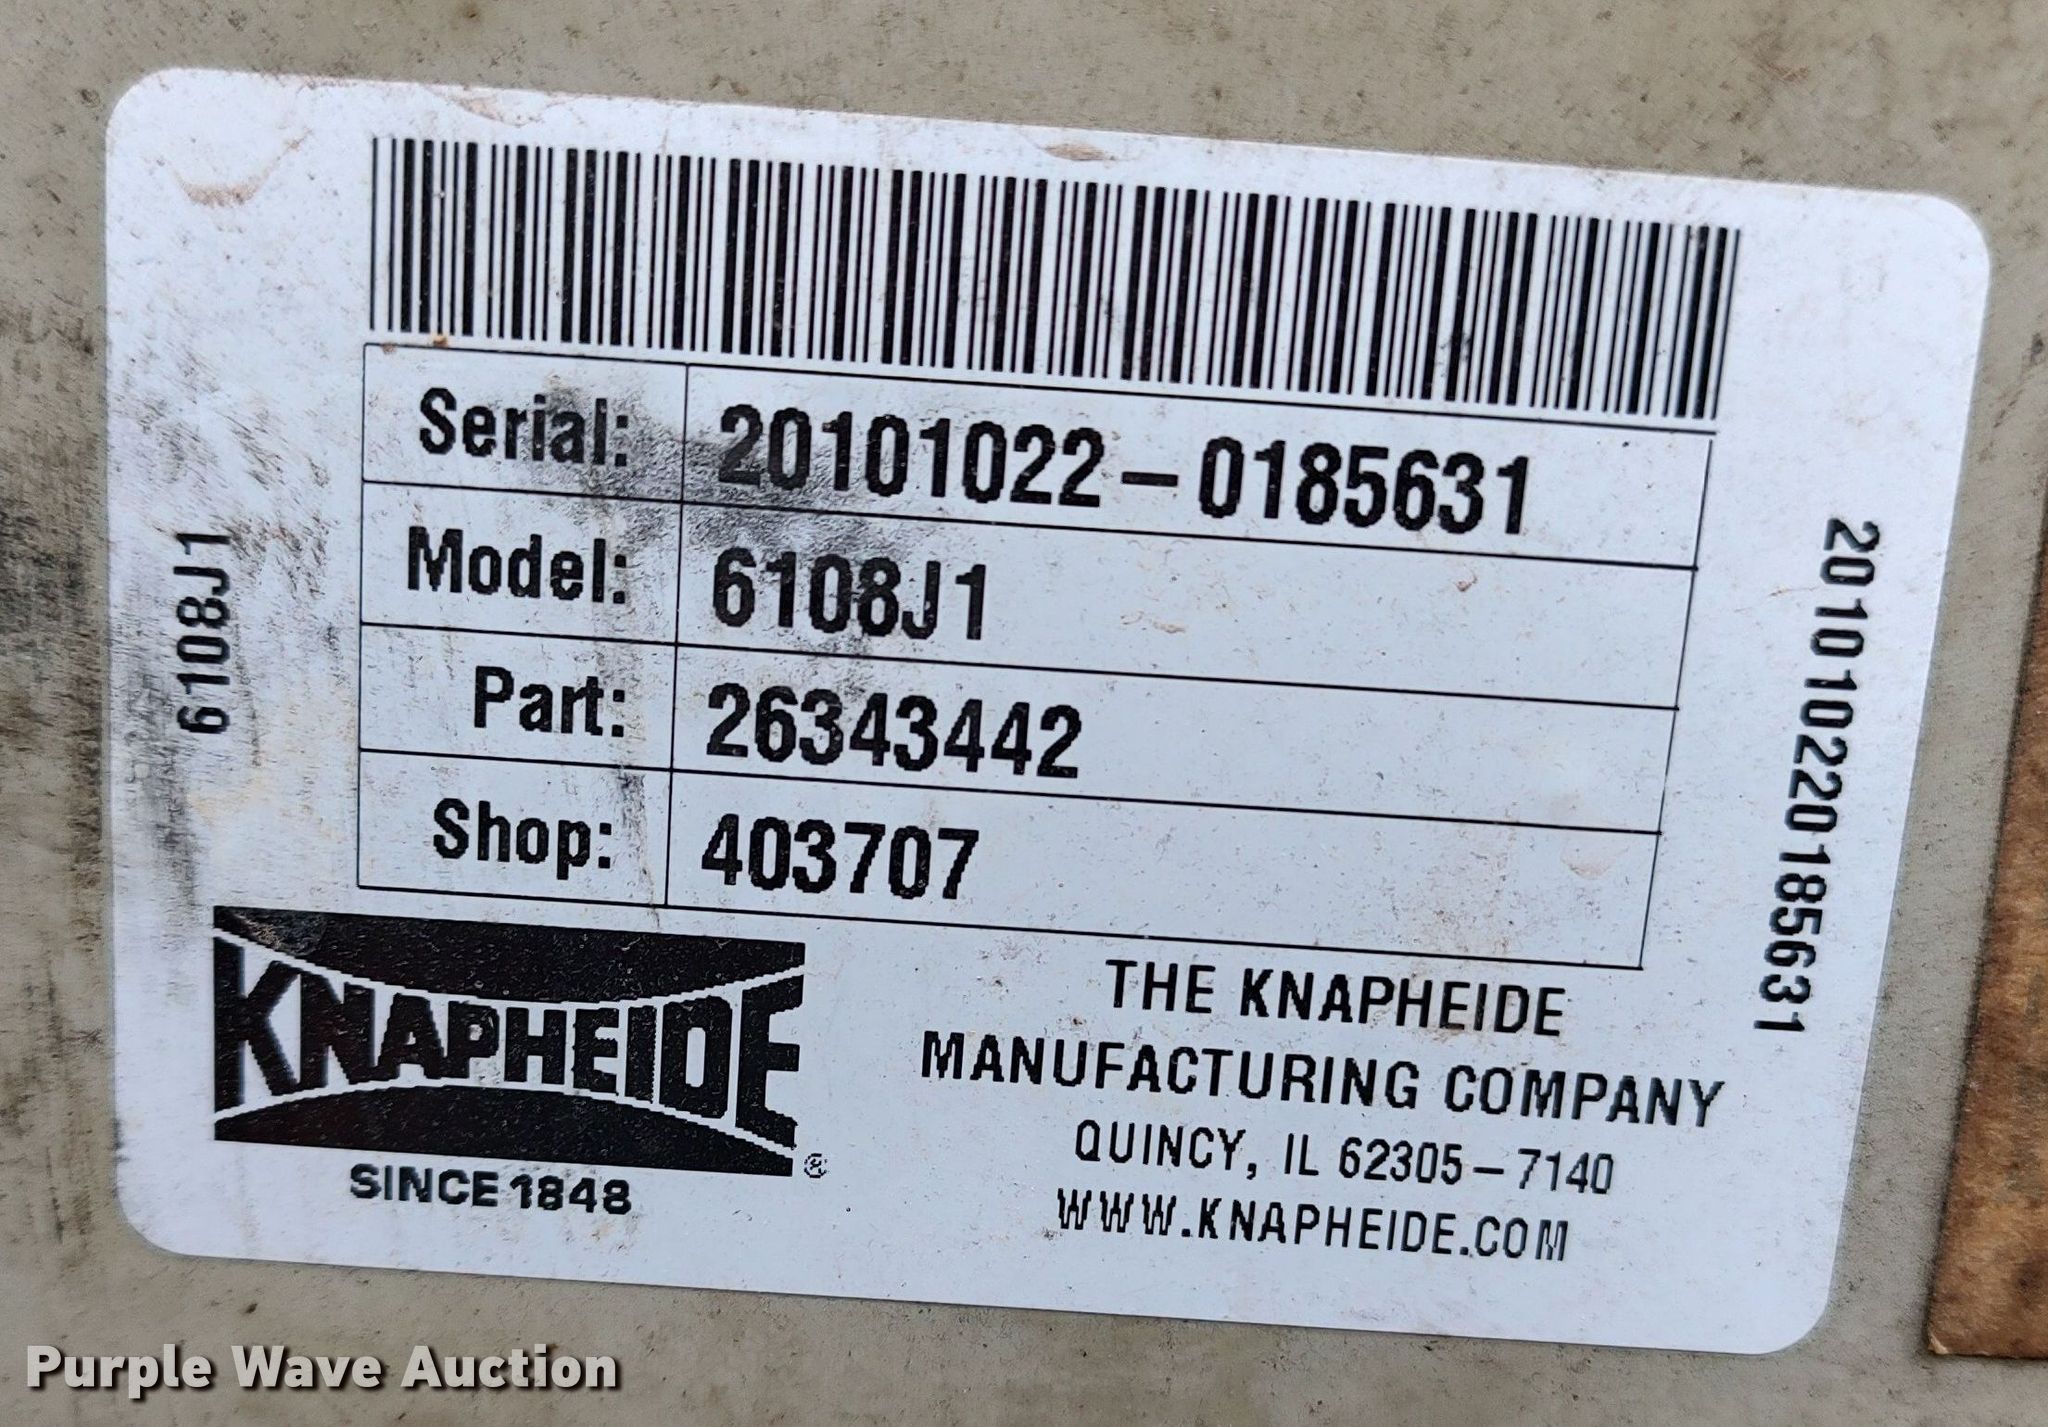 Serial: 20101022-0185631
Model: 6108J1
Part: 26343442
Shop: 403707
6108J1
201010220185631
KNAPHEIDE®
SINCE 1848
THE KNAPHEIDE
MANUFACTURING COMPANY
QUINCY, IL 62305-7140
WWW.KNAPHEIDE.COM
Purple Wave Auction